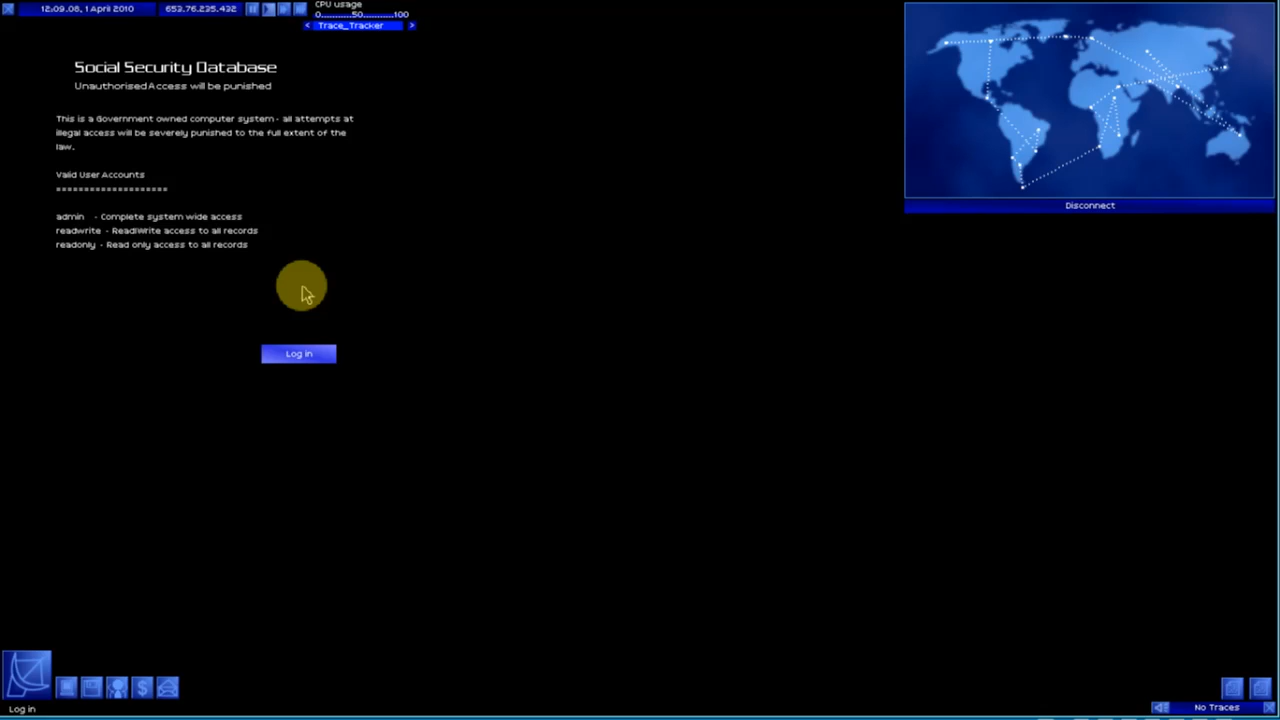 12:09.08, 1 April 2010
653.76.235.432
CPU usage
0..........50..........100
< Trace_Tracker >
Social Security Database
Unauthorised Access will be punished
This is a Government owned computer system - all attempts at
illegal access will be severely punished to the full extent of the
law.
Valid User Accounts
====================
admin - Complete system wide access
readwrite - Read/Write access to all records
readonly - Read only access to all records
Log in
Disconnect
Log in
No Traces